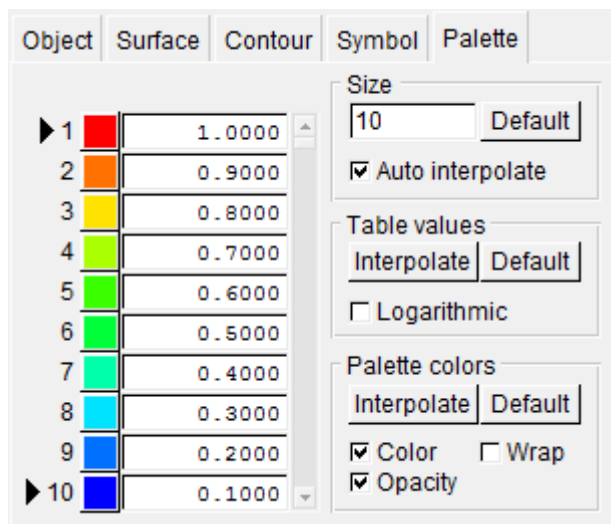 Object Surface Contour Symbol Palette
Size
10 Default
Auto interpolate
Table values
Interpolate Default
Logarithmic
Palette colors
Interpolate Default
Color Wrap
Opacity
1 1.0000
2 0.9000
3 0.8000
4 0.7000
5 0.6000
6 0.5000
7 0.4000
8 0.3000
9 0.2000
10 0.1000